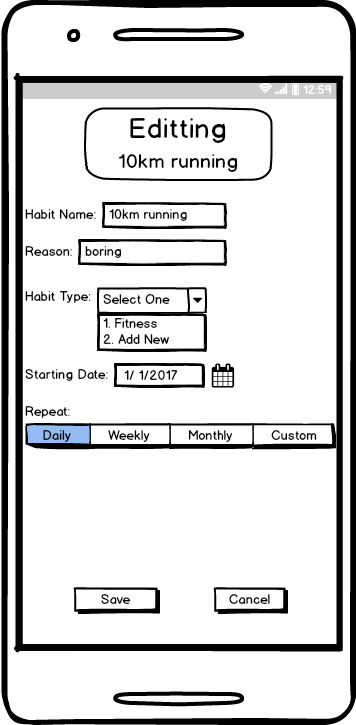 12:59
Editting
10km running
Habit Name: 10km running
Reason: boring
Habit Type: Select One
1. Fitness
2. Add New
Starting Date: 1/ 1/2017
Repeat:
Daily Weekly Monthly Custom
Save Cancel